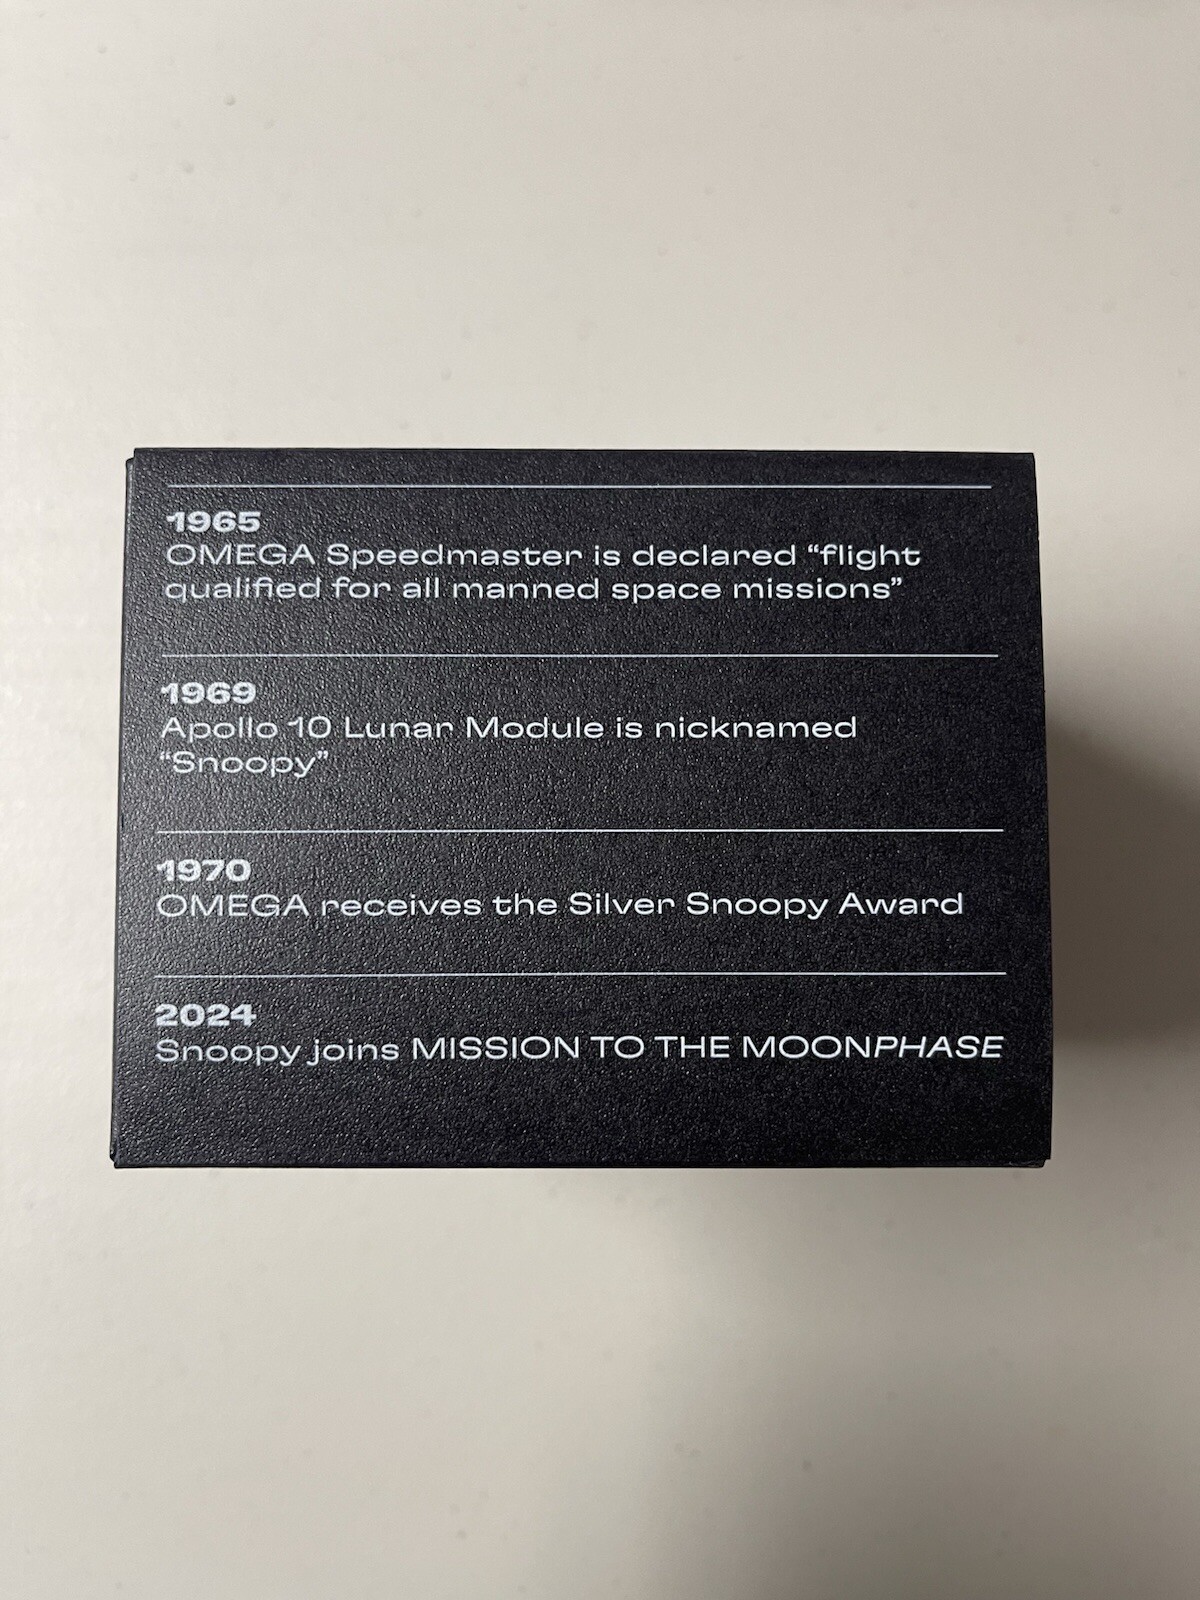 1965
OMEGA Speedmaster is declared “flight
qualified for all manned space missions”
1969
Apollo 10 Lunar Module is nicknamed
“Snoopy”
1970
OMEGA receives the Silver Snoopy Award
2024
Snoopy joins MISSION TO THE MOONPHASE